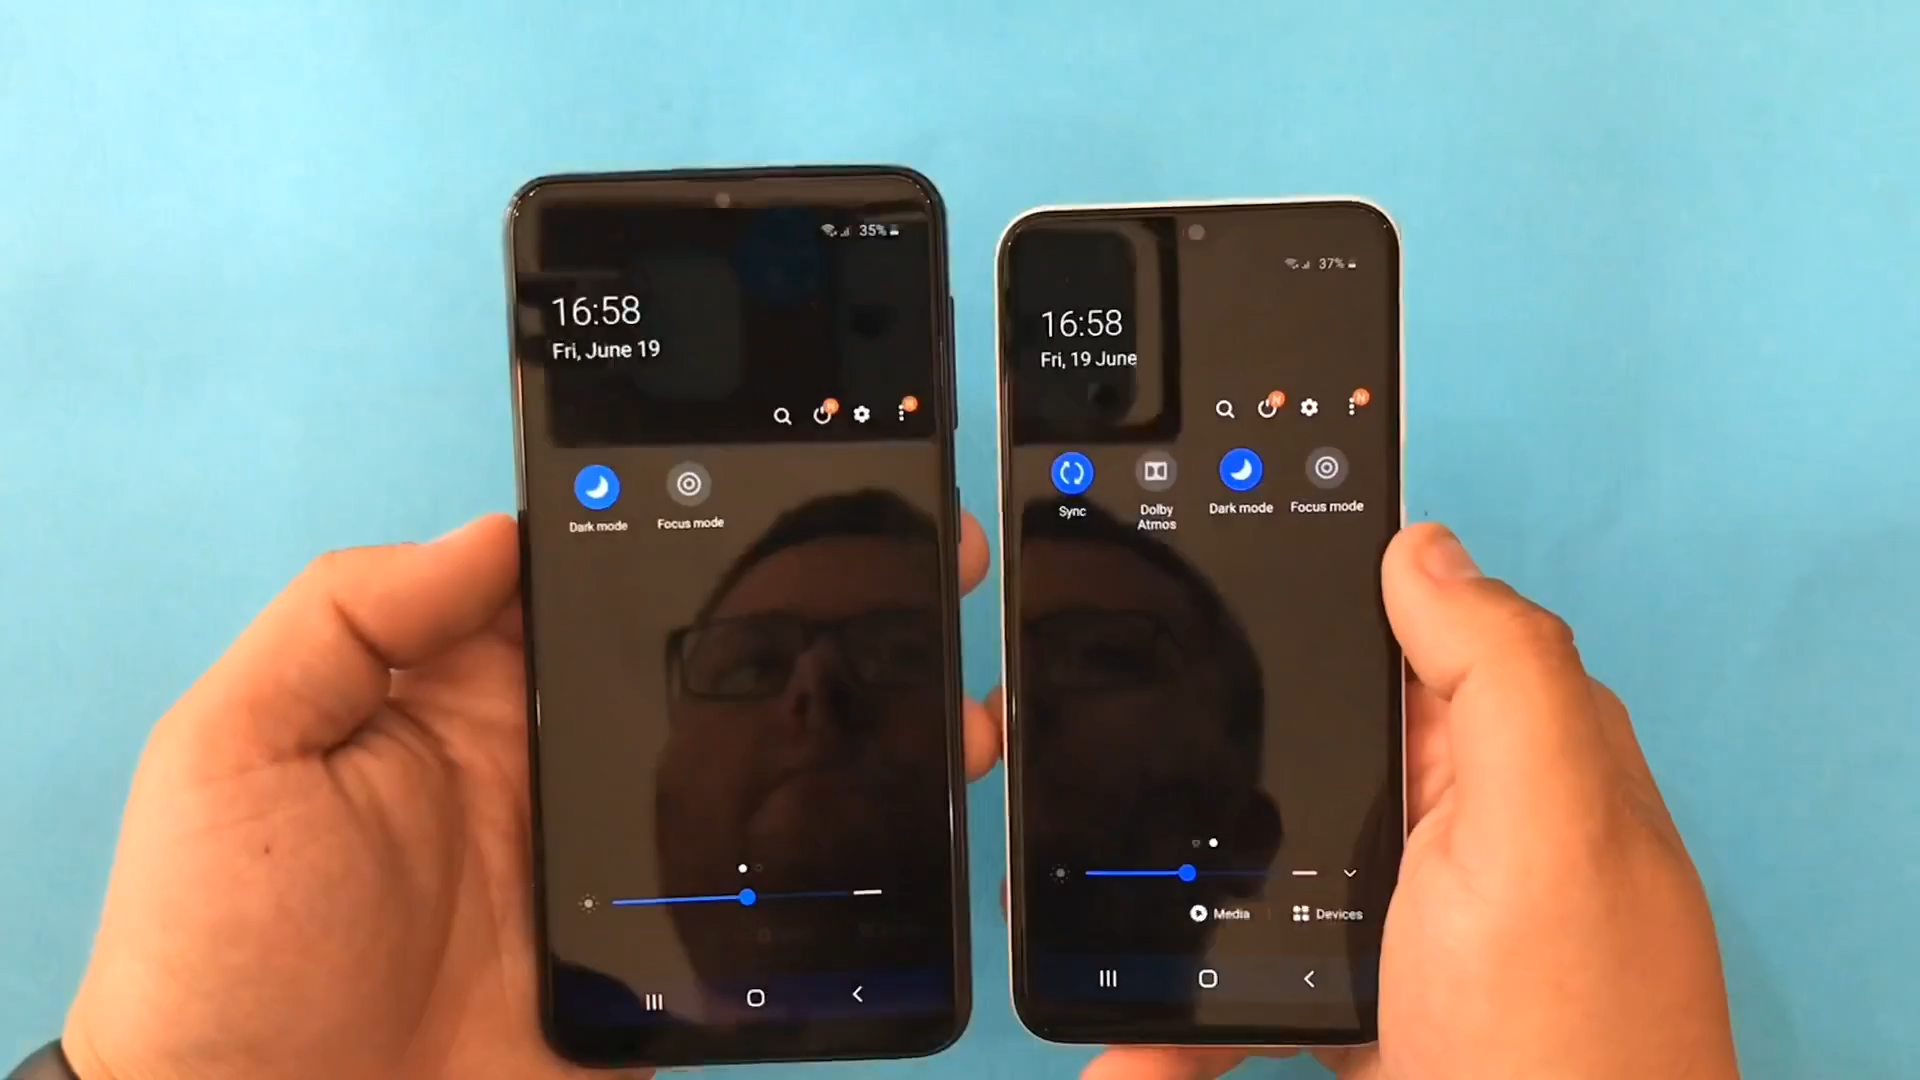 35%
16:58
Fri, June 19
N
N
Dark mode
Focus mode
37%
16:58
Fri, 19 June
N
N
Sync
Dolby
Atmos
Dark mode
Focus mode
Media
Devices